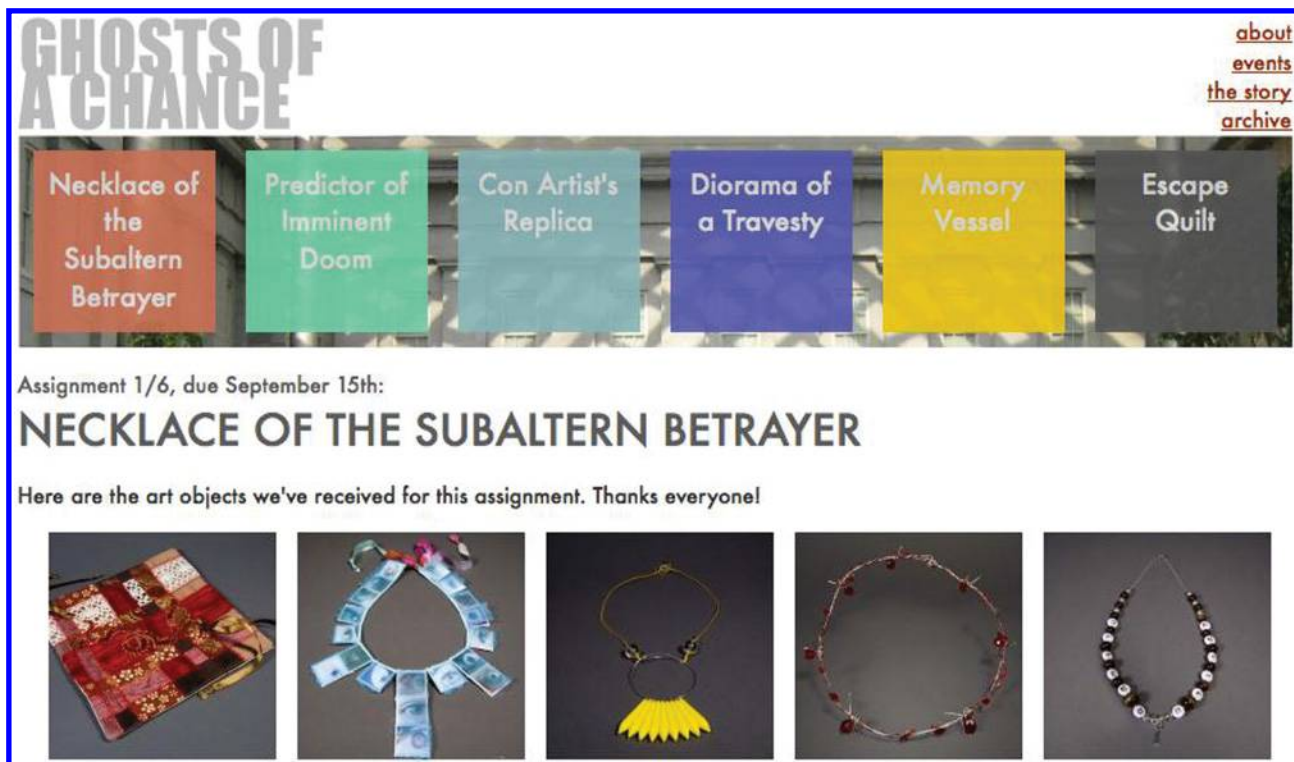 GHOSTS OF
A CHANCE
about
events
the story
archive
Necklace of
the
Subaltern
Betrayer
Predictor of
Imminent
Doom
Con Artist's
Replica
Diorama of
a Travesty
Memory
Vessel
Escape
Quilt
Assignment 1/6, due September 15th:
NECKLACE OF THE SUBALTERN BETRAYER
Here are the art objects we've received for this assignment. Thanks everyone!